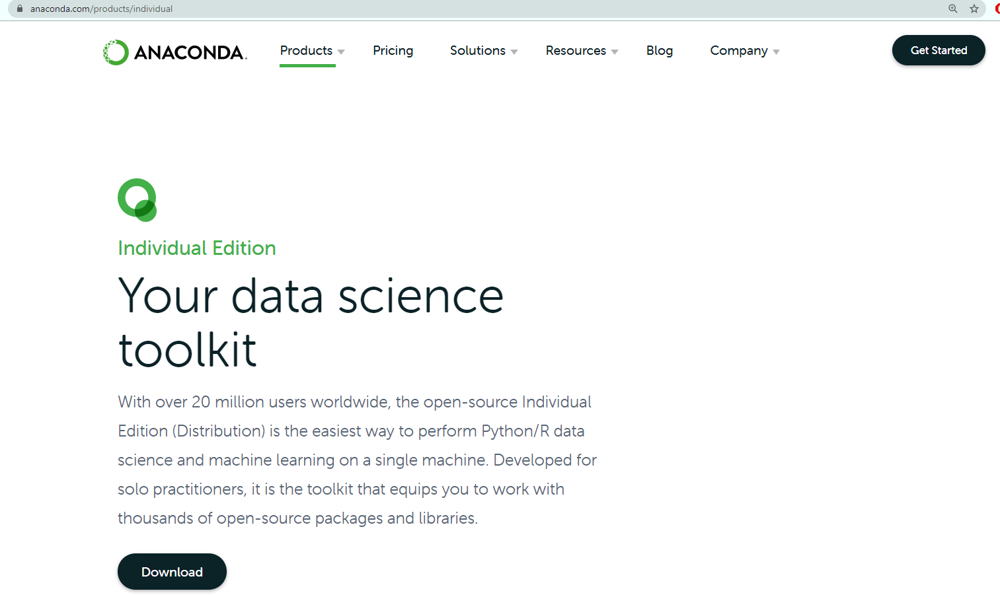 anaconda.com/products/individual
ANACONDA. Products Pricing Solutions Resources Blog Company Get Started
Individual Edition
Your data science
toolkit
With over 20 million users worldwide, the open-source Individual
Edition (Distribution) is the easiest way to perform Python/R data
science and machine learning on a single machine. Developed for
solo practitioners, it is the toolkit that equips you to work with
thousands of open-source packages and libraries.
Download